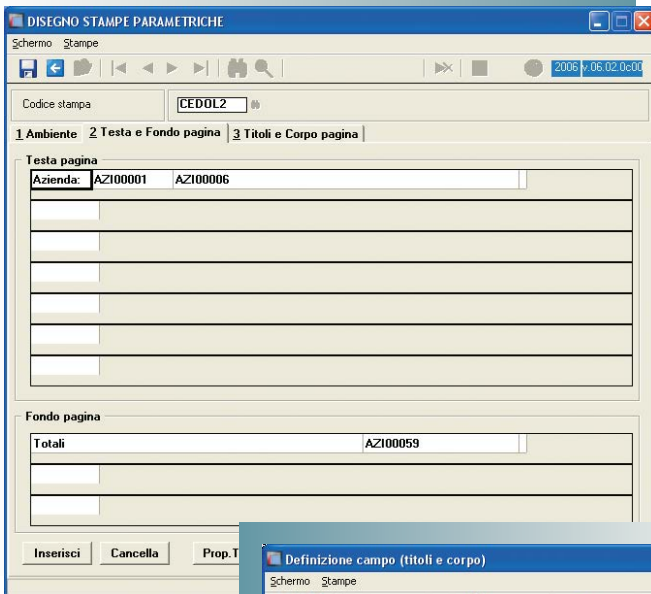 DISEGNO STAMPE PARAMETRICHE
Schermo Stampe
2006 v.06.02.0c00
Codice stampa CEDOL2
1 Ambiente 2 Testa e Fondo pagina 3 Titoli e Corpo pagina
Testa pagina
Azienda: AZI00001 AZI00006
Fondo pagina
Totali AZI00059
Inserisci Cancella Prop.T
Definizione campo (titoli e corpo)
Schermo Stampe